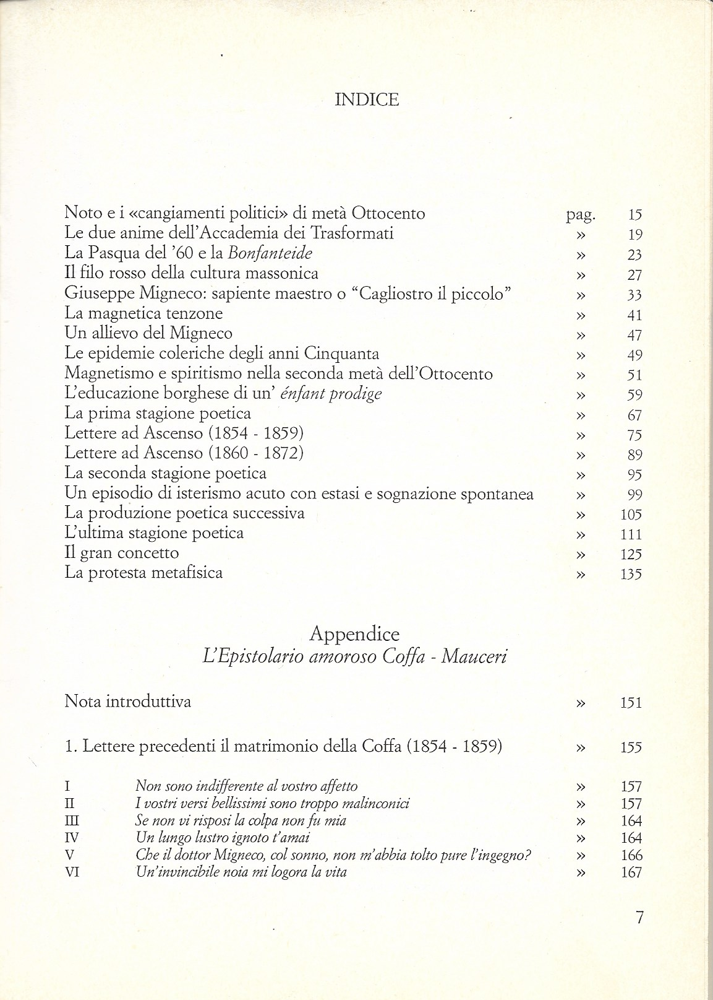 INDICE
Noto e i «cangiamenti politici» di metà Ottocento pag. 15
Le due anime dell'Accademia dei Trasformati » 19
La Pasqua del '60 e la Bonfanteide » 23
Il filo rosso della cultura massonica » 27
Giuseppe Migneco: sapiente maestro o “Cagliostro il piccolo” » 33
La magnetica tenzone » 41
Un allievo del Migneco » 47
Le epidemie coleriche degli anni Cinquanta » 49
Magnetismo e spiritismo nella seconda metà dell'Ottocento » 51
L'educazione borghese di un' énfant prodige » 59
La prima stagione poetica » 67
Lettere ad Ascenso (1854 - 1859) » 75
Lettere ad Ascenso (1860 - 1872) » 89
La seconda stagione poetica » 95
Un episodio di isterismo acuto con estasi e sognazione spontanea » 99
La produzione poetica successiva » 105
L'ultima stagione poetica » 111
Il gran concetto » 125
La protesta metafisica » 135
Appendice
L'Epistolario amoroso Coffa - Mauceri
Nota introduttiva » 151
1. Lettere precedenti il matrimonio della Coffa (1854 - 1859) » 155
I Non sono indifferente al vostro affetto » 157
II I vostri versi bellissimi sono troppo malinconici » 157
III Se non vi risposi la colpa non fu mia » 164
IV Un lungo lustro ignoto t'amai » 164
V Che il dottor Migneco, col sonno, non m'abbia tolto pure l'ingegno? » 166
VI Un'invincibile noia mi logora la vita » 167
7